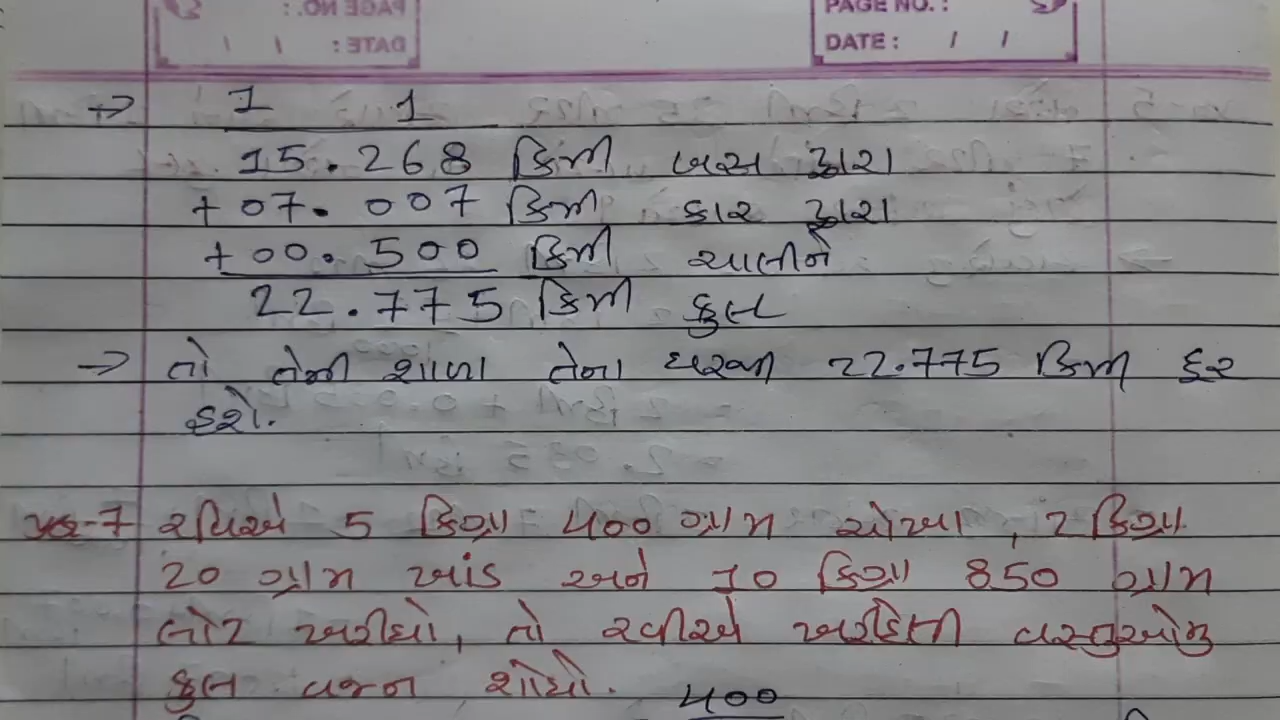 PAGE NO. :
DATE : / /
→ 1 1
15.268 કિમી બસ દ્વારા
+ 07.007 કિમી કાર દ્વારા
+ 00.500 કિમી ચાલીને
22.775 કિમી કુલ
→ તો તેની શાળા તેના ઘરથી 22.775 કિમી દૂર
હશે.
7 રવિએ 5 કિગ્રા 400 ગ્રામ ચોખા, 2 કિગ્રા
20 ગ્રામ ખાંડ અને 10 કિગ્રા 850 ગ્રામ
લોટ ખરીદ્યો, તો રવીએ ખરીદેલી વસ્તુઓનુ
કુલ વજન શોધો.
400